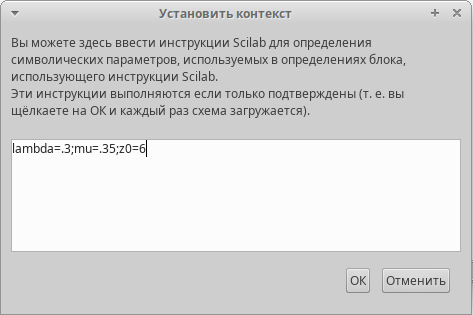 Установить контекст
Вы можете здесь ввести инструкции Scilab для определения
символических параметров, используемых в определениях блока,
использующего инструкции Scilab.
Эти инструкции выполняются если только подтверждены (т. е. вы
щёлкаете на ОК и каждый раз схема загружается).
lambda=.3;mu=.35;z0=6
ОК Отменить